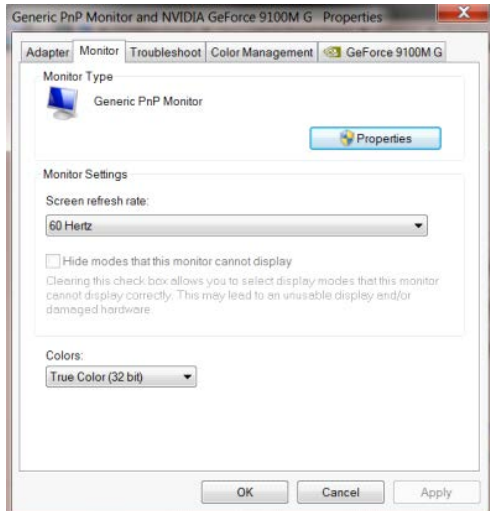 Generic PnP Monitor and NVIDIA GeForce 9100M G Properties
Adapter Monitor Troubleshoot Color Management GeForce 9100M G
Monitor Type
Generic PnP Monitor
Properties
Monitor Settings
Screen refresh rate:
60 Hertz
Hide modes that this monitor cannot display
Clearing this check box allows you to select display modes that this monitor
cannot display correctly. This may lead to an unusable display and/or
damaged hardware.
Colors:
True Color (32 bit)
OK Cancel Apply